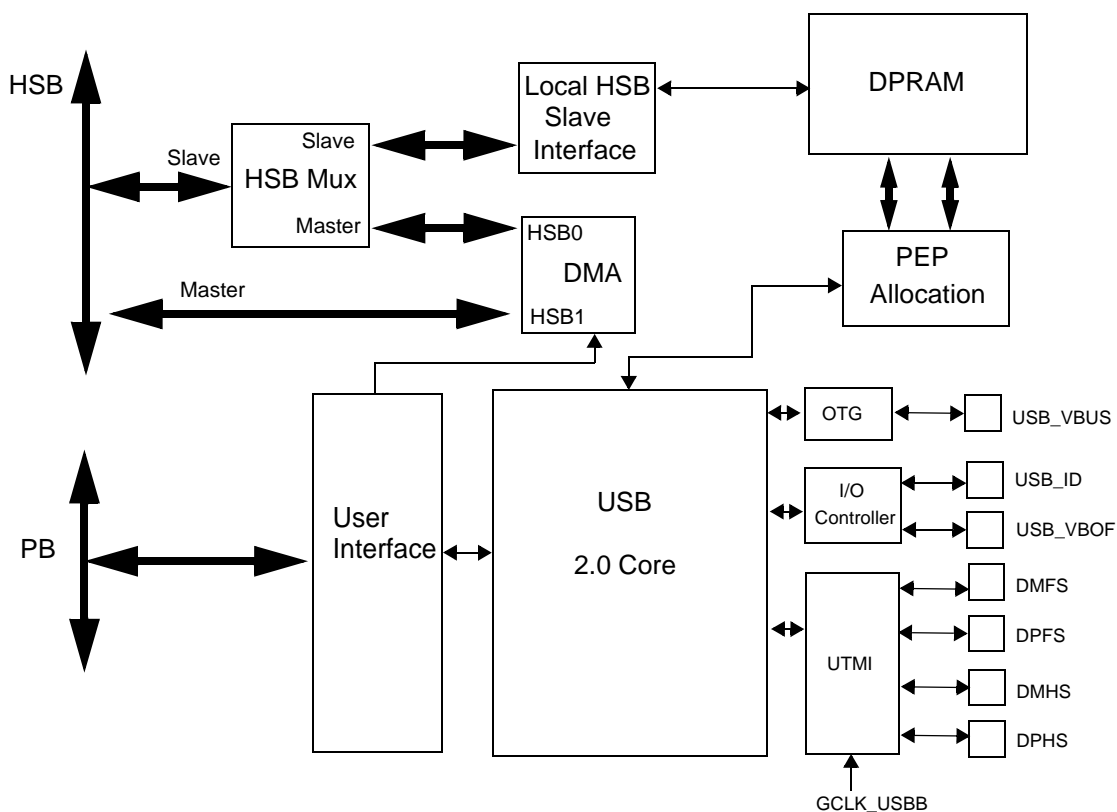 HSB
Slave
Slave
HSB Mux
Master
Local HSB
Slave
Interface
DPRAM
Master
HSB0
DMA
HSB1
PEP
Allocation
PB
User
Interface
USB
2.0 Core
OTG
USB_VBUS
I/O
Controller
USB_ID
USB_VBOF
UTMI
DMFS
DPFS
DMHS
DPHS
GCLK_USBB